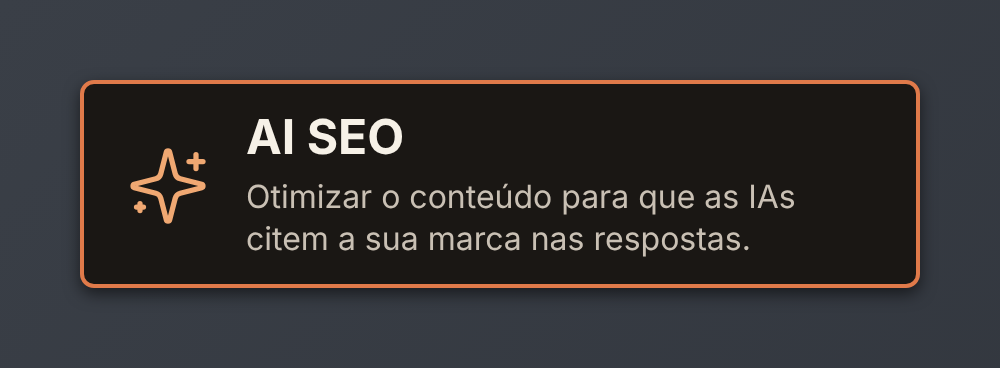 AI SEO
Otimizar o conteúdo para que as IAs
citem a sua marca nas respostas.